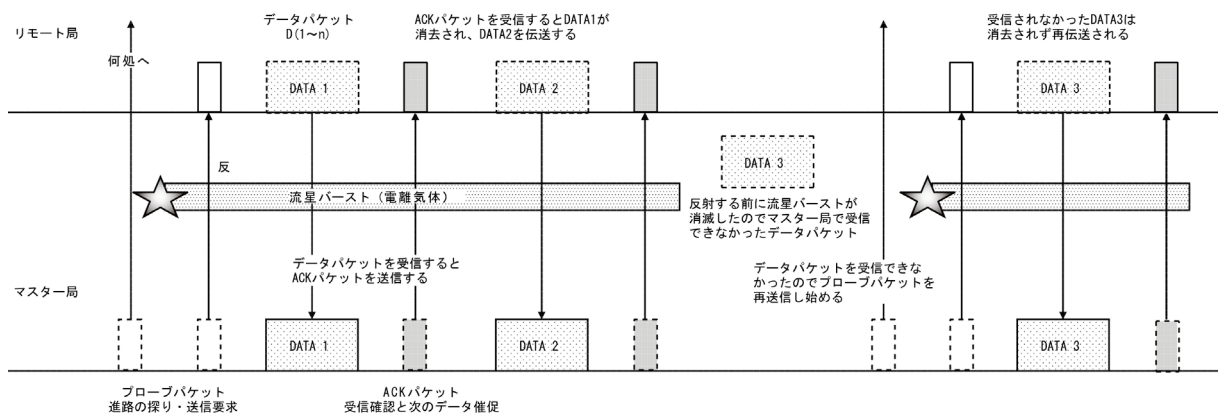 リモート局
何処へ
データパケット
D(1～n)
ACKパケットを受信するとDATA1が
消去され、DATA2を伝送する
受信されなかったDATA3は
消去されず再伝送される
DATA 1
DATA 2
DATA 3
反
DATA 3
流星バースト（電離気体）
反射する前に流星バーストが
消滅したのでマスター局で受信
できなかったデータパケット
データパケットを受信すると
ACKパケットを送信する
データパケットを受信できな
かったのでプローブパケットを
再送信し始める
マスター局
DATA 1
DATA 2
DATA 3
プローブパケット
進路の探り・送信要求
ACKパケット
受信確認と次のデータ催促